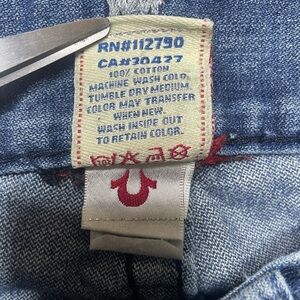 RN#112790
CA#30427
100% COTTON
MACHINE WASH COLD,
TUMBLE DRY MEDIUM.
COLOR MAY TRANSFER
WHEN NEW.
WASH INSIDE OUT
TO RETAIN COLOR.